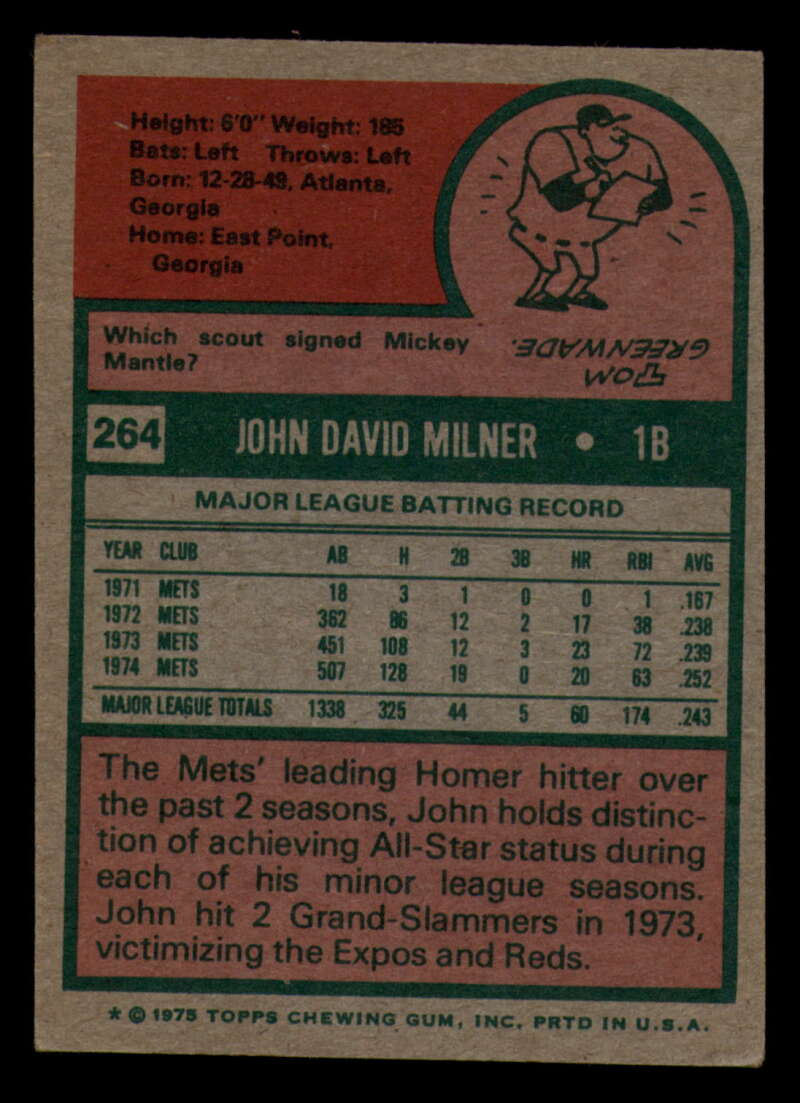 Height: 6'0" Weight: 185
Bats: Left Throws: Left
Born: 12-28-49, Atlanta,
Georgia
Home: East Point,
Georgia
Which scout signed Mickey
Mantle?
TOM
GREENWADE.
264 JOHN DAVID MILNER • 1B
MAJOR LEAGUE BATTING RECORD
YEAR CLUB AB H 2B 3B HR RBI AVG
1971 METS 18 3 1 0 0 1 .167
1972 METS 362 86 12 2 17 38 .238
1973 METS 451 108 12 3 23 72 .239
1974 METS 507 128 19 0 20 63 .252
MAJOR LEAGUE TOTALS 1338 325 44 5 60 174 .243
The Mets' leading Homer hitter over
the past 2 seasons, John holds distinc-
tion of achieving All-Star status during
each of his minor league seasons.
John hit 2 Grand-Slammers in 1973,
victimizing the Expos and Reds.
* © 1975 TOPPS CHEWING GUM, INC. PRTD IN U.S.A.